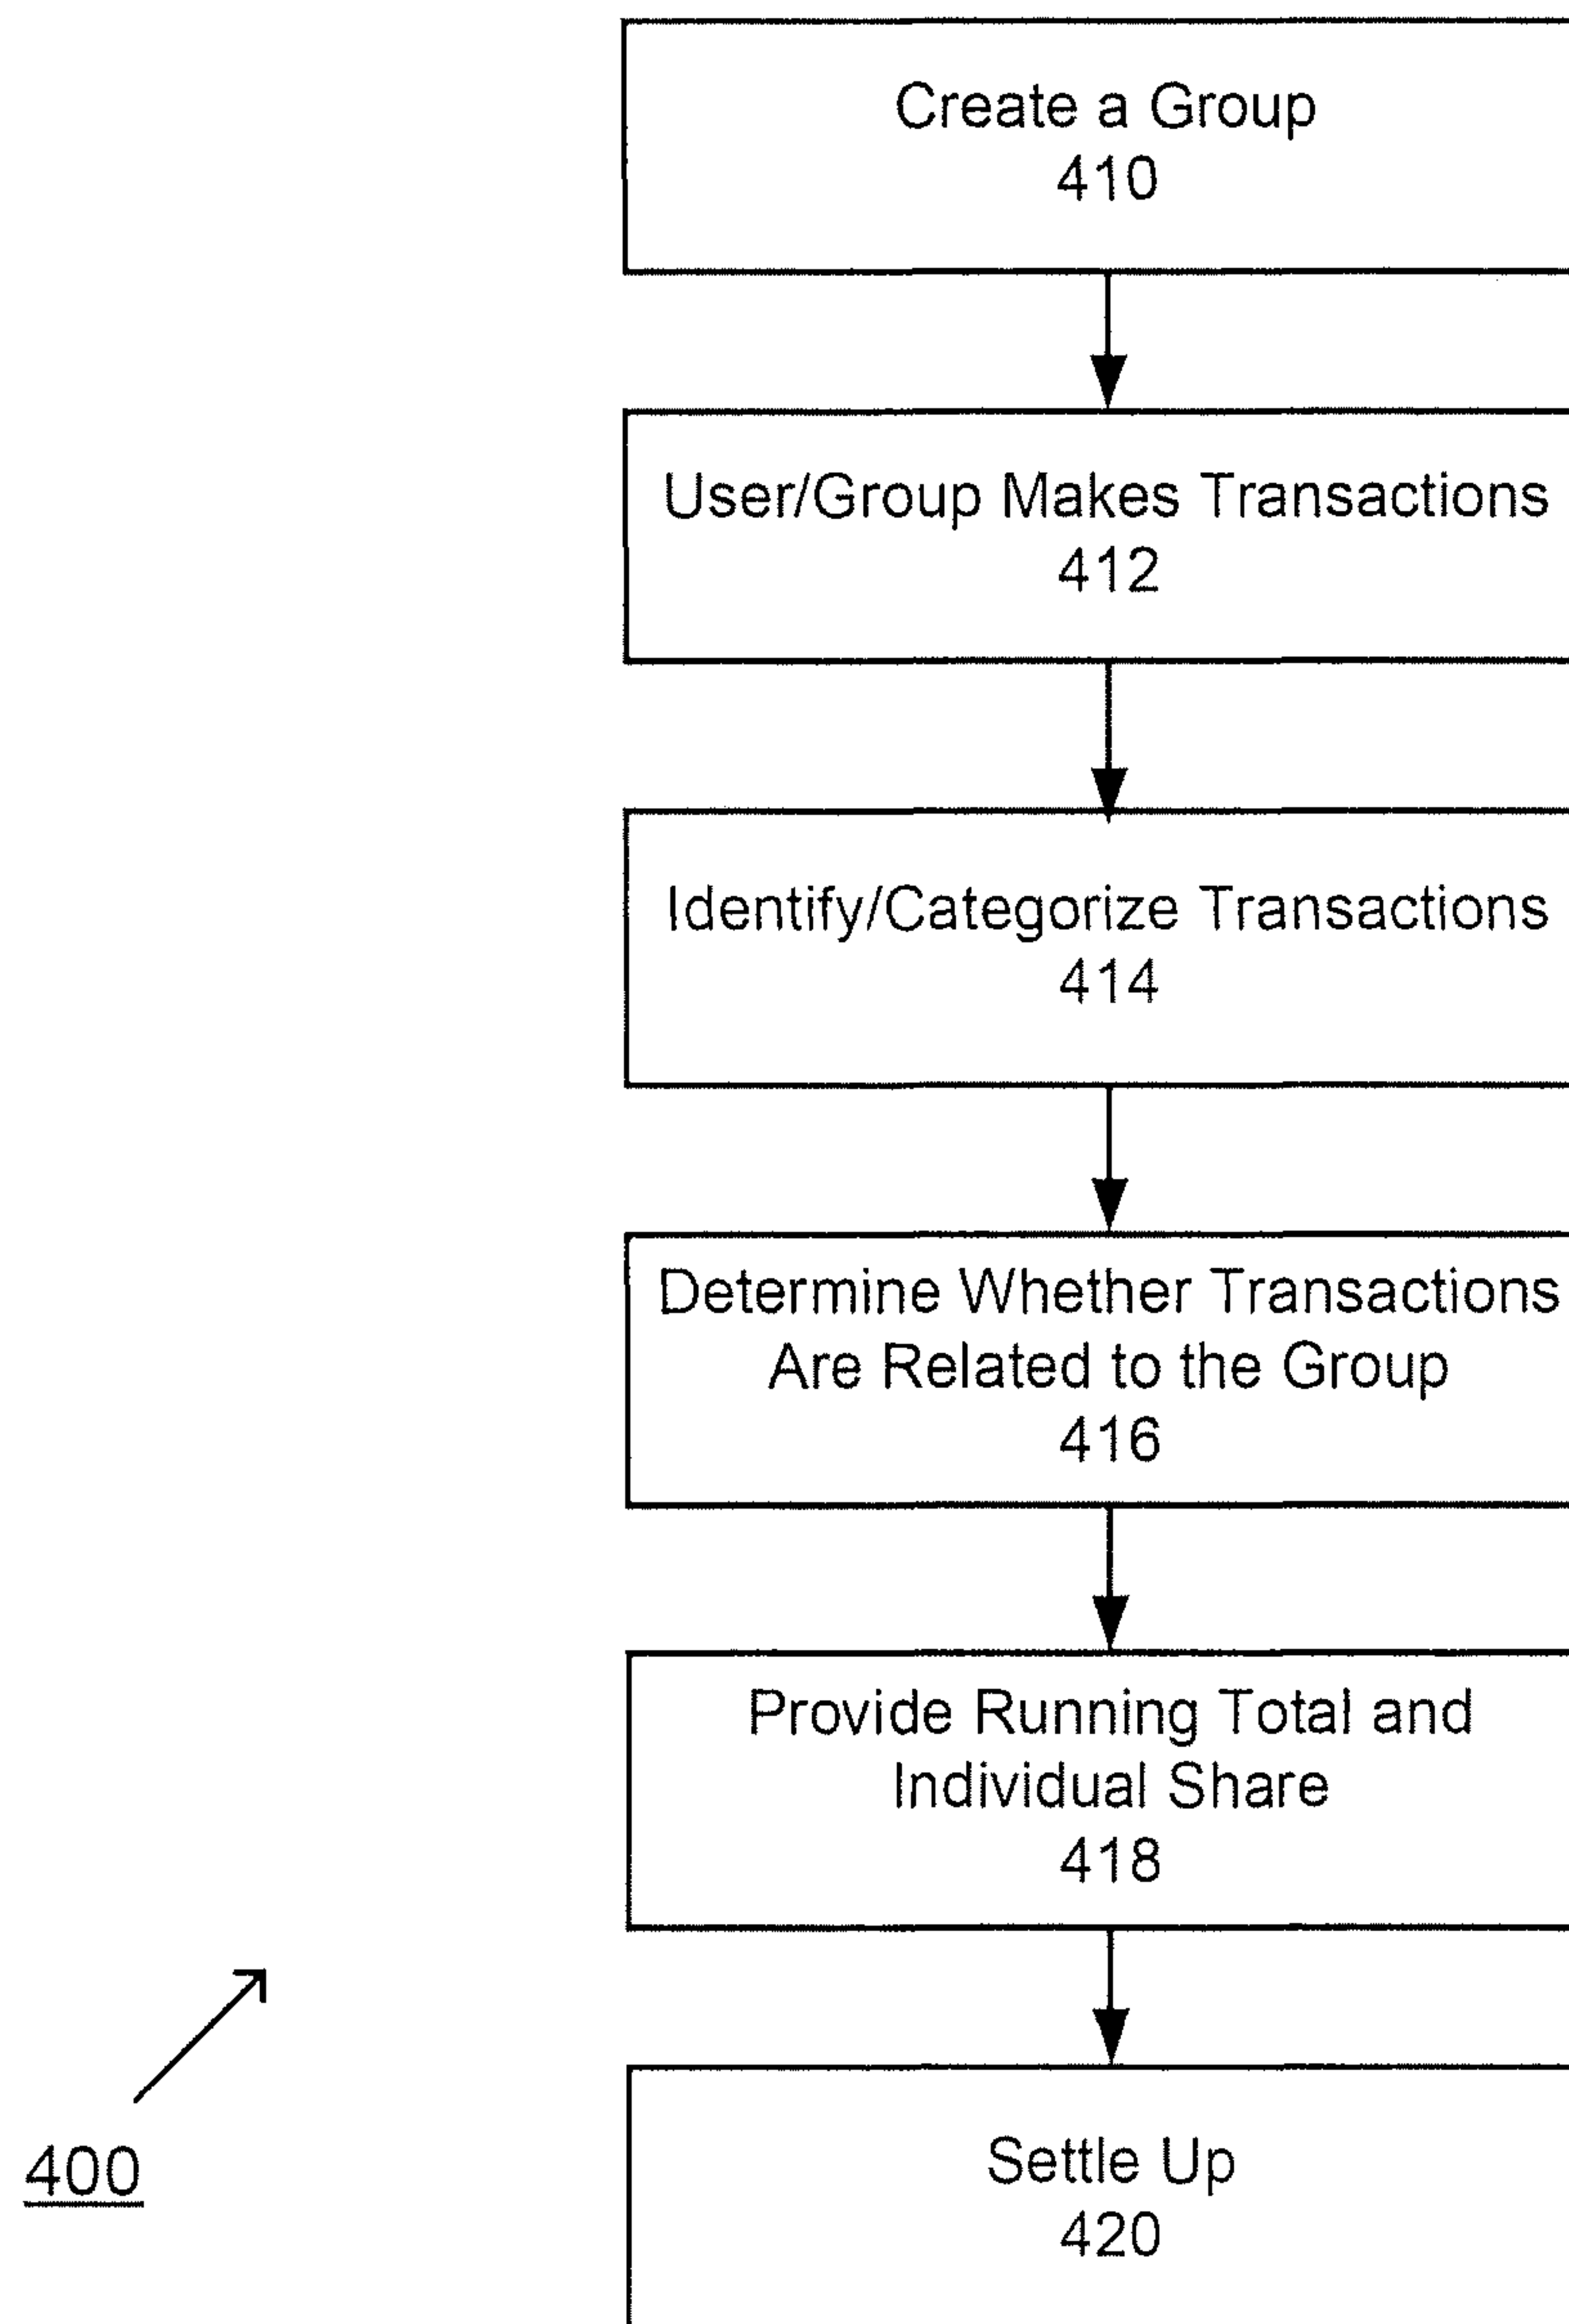 Create a Group
410
User/Group Makes Transactions
412
Identify/Categorize Transactions
414
Determine Whether Transactions
Are Related to the Group
416
Provide Running Total and
Individual Share
418
Settle Up
420
400